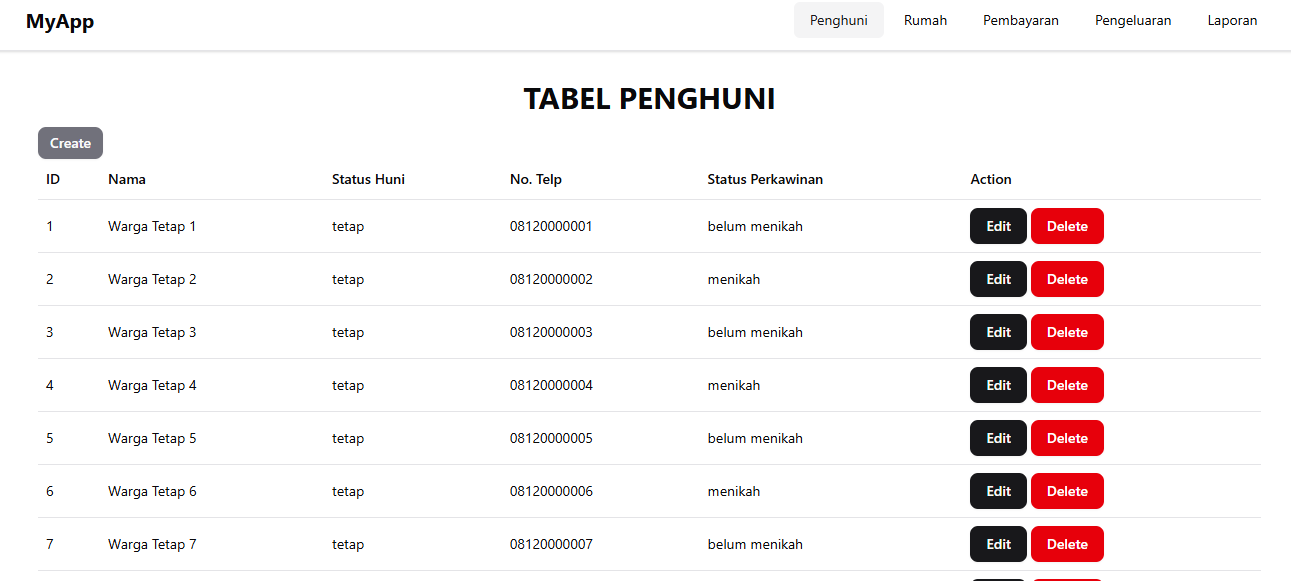 MyApp Penghuni Rumah Pembayaran Pengeluaran Laporan
TABEL PENGHUNI
Create
ID Nama Status Huni No. Telp Status Perkawinan Action
1 Warga Tetap 1 tetap 08120000001 belum menikah Edit Delete
2 Warga Tetap 2 tetap 08120000002 menikah Edit Delete
3 Warga Tetap 3 tetap 08120000003 belum menikah Edit Delete
4 Warga Tetap 4 tetap 08120000004 menikah Edit Delete
5 Warga Tetap 5 tetap 08120000005 belum menikah Edit Delete
6 Warga Tetap 6 tetap 08120000006 menikah Edit Delete
7 Warga Tetap 7 tetap 08120000007 belum menikah Edit Delete